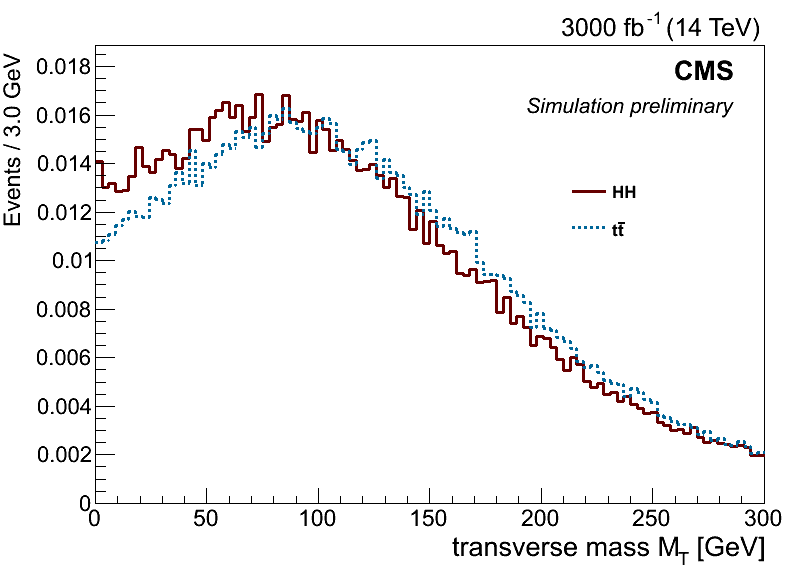 3000 fb⁻¹ (14 TeV)
CMS
Simulation preliminary
Events / 3.0 GeV
0.018
0.016
0.014
0.012
0.01
0.008
0.006
0.004
0.002
0
HH
tt̄
0 50 100 150 200 250 300
transverse mass M_T [GeV]